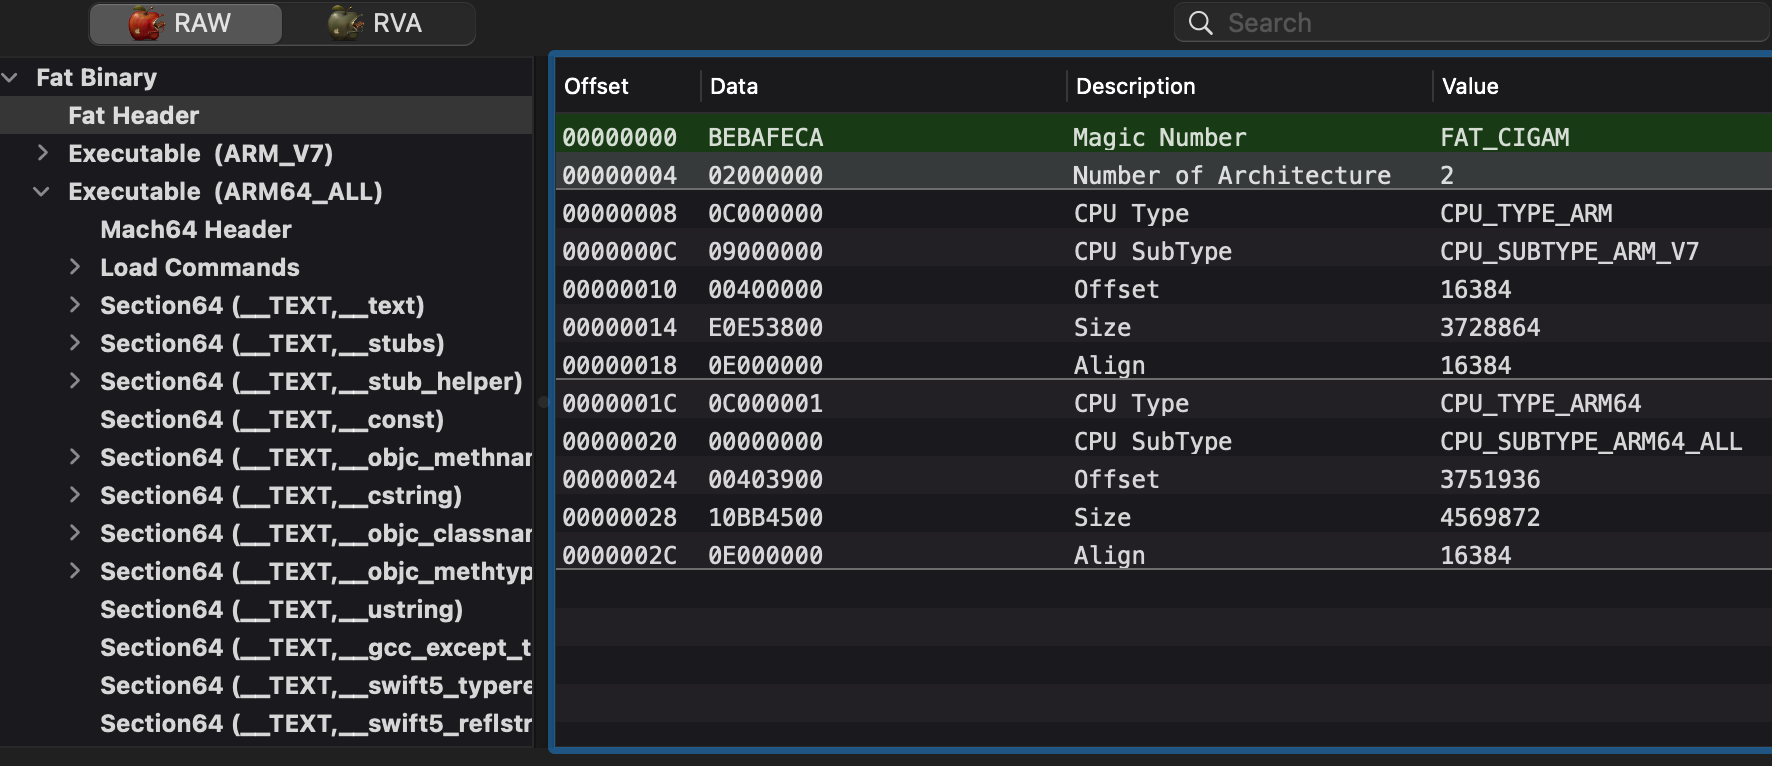 RAW RVA Search
Fat Binary
Fat Header
Executable (ARM_V7)
Executable (ARM64_ALL)
Mach64 Header
Load Commands
Section64 (__TEXT,__text)
Section64 (__TEXT,__stubs)
Section64 (__TEXT,__stub_helper)
Section64 (__TEXT,__const)
Section64 (__TEXT,__objc_methnar
Section64 (__TEXT,__cstring)
Section64 (__TEXT,__objc_classnar
Section64 (__TEXT,__objc_methtyp
Section64 (__TEXT,__ustring)
Section64 (__TEXT,__gcc_except_t
Section64 (__TEXT,__swift5_typere
Section64 (__TEXT,__swift5_reflstr
Offset Data Description Value
00000000 BEBAFECA Magic Number FAT_CIGAM
00000004 02000000 Number of Architecture 2
00000008 0C000000 CPU Type CPU_TYPE_ARM
0000000C 09000000 CPU SubType CPU_SUBTYPE_ARM_V7
00000010 00400000 Offset 16384
00000014 E0E53800 Size 3728864
00000018 0E000000 Align 16384
0000001C 0C000001 CPU Type CPU_TYPE_ARM64
00000020 00000000 CPU SubType CPU_SUBTYPE_ARM64_ALL
00000024 00403900 Offset 3751936
00000028 10BB4500 Size 4569872
0000002C 0E000000 Align 16384